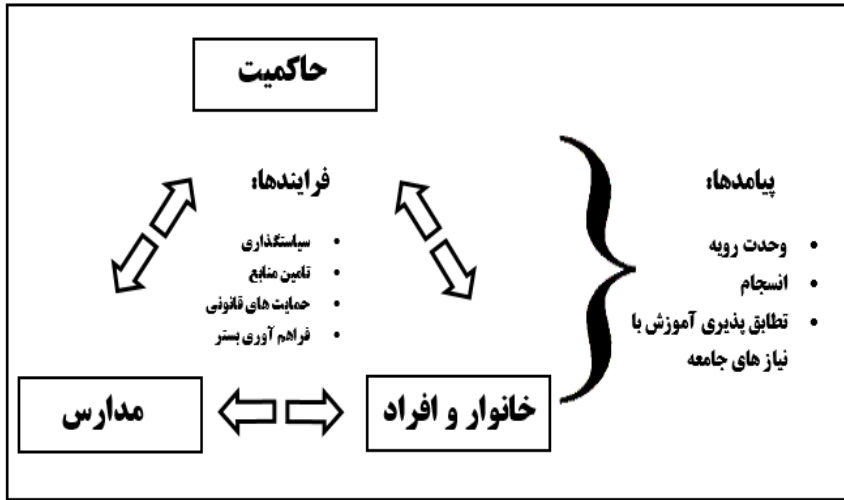 حاکمیت
فرایندها:
• سیاستگذاری
• تامین منابع
• حمایت های قانونی
• فراهم آوری بستر
مدارس
خانوار و افراد
پیامدها:
• وحدت رویه
• انسجام
• تطابق پذیری آموزش با
نیاز های جامعه